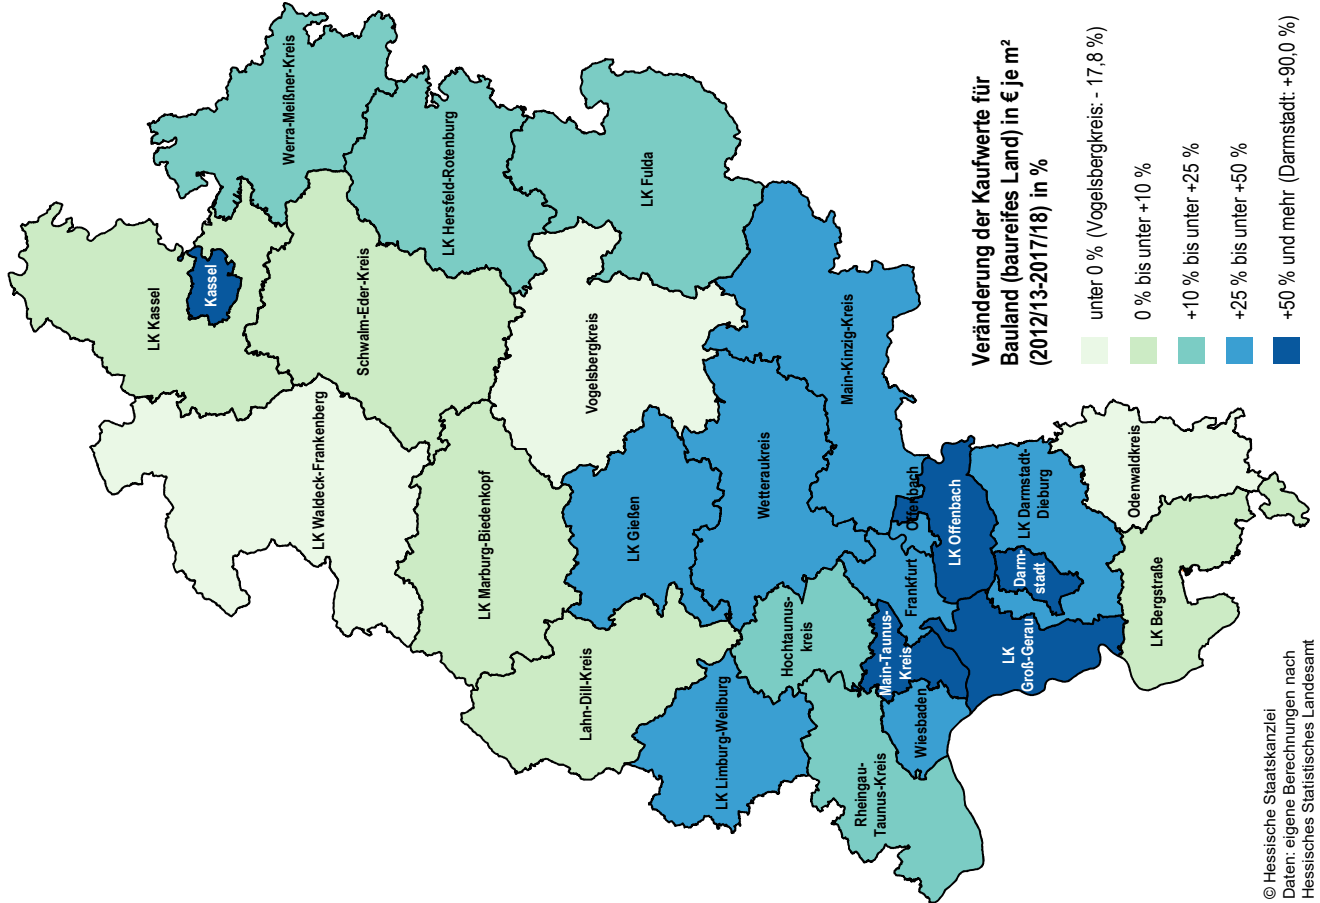 Werra-Meißner-Kreis
LK Kassel
Kassel
LK Hersfeld-Rotenburg
Schwalm-Eder-Kreis
LK Fulda
LK Waldeck-Frankenberg
Vogelsbergkreis
LK Marburg-Biedenkopf
Main-Kinzig-Kreis
LK Gießen
Wetteraukreis
Lahn-Dill-Kreis
Hochtaunus-
kreis
LK Limburg-Weilburg
Rheingau-
Taunus-Kreis
Main-Taunus-
Kreis
Wiesbaden
Frankfurt
Offenbach
LK Offenbach
LK
Groß-Gerau
Darm-
stadt
LK Darmstadt-
Dieburg
Odenwaldkreis
LK Bergstraße
Veränderung der Kaufwerte für
Bauland (baureifes Land) in € je m²
(2012/13-2017/18) in %
unter 0 % (Vogelsbergkreis: - 17,8 %)
0 % bis unter +10 %
+10 % bis unter +25 %
+25 % bis unter +50 %
+50 % und mehr (Darmstadt: +90,0 %)
© Hessische Staatskanzlei
Daten: eigene Berechnungen nach
Hessisches Statistisches Landesamt